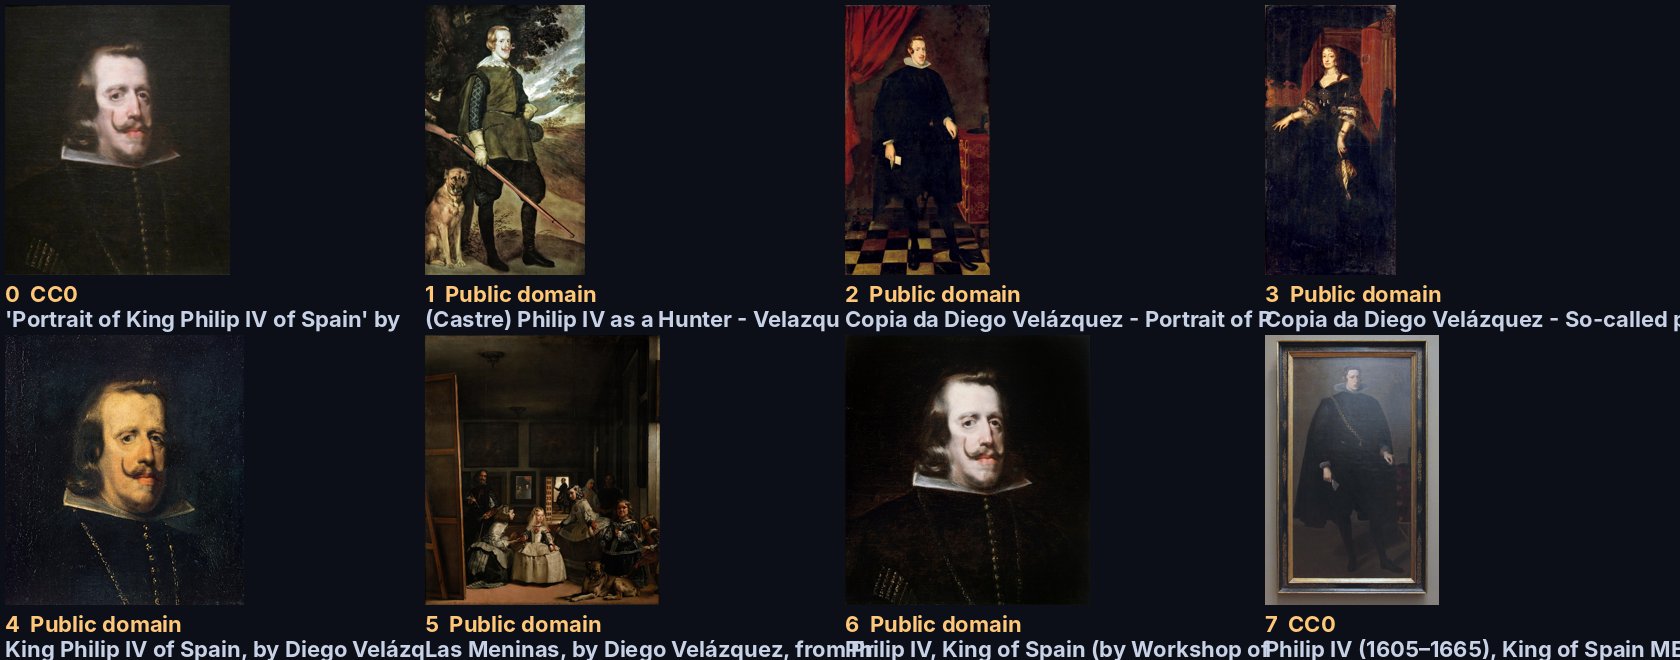 0 CC0
'Portrait of King Philip IV of Spain' by
1 Public domain
(Castre) Philip IV as a Hunter - Velazqu
2 Public domain
Copia da Diego Velázquez - Portrait of
3 Public domain
Copia da Diego Velázquez - So-called p
4 Public domain
King Philip IV of Spain, by Diego Velázq
5 Public domain
Las Meninas, by Diego Velázquez, from
6 Public domain
Philip IV, King of Spain (by Workshop of
7 CC0
Philip IV (1605–1665), King of Spain